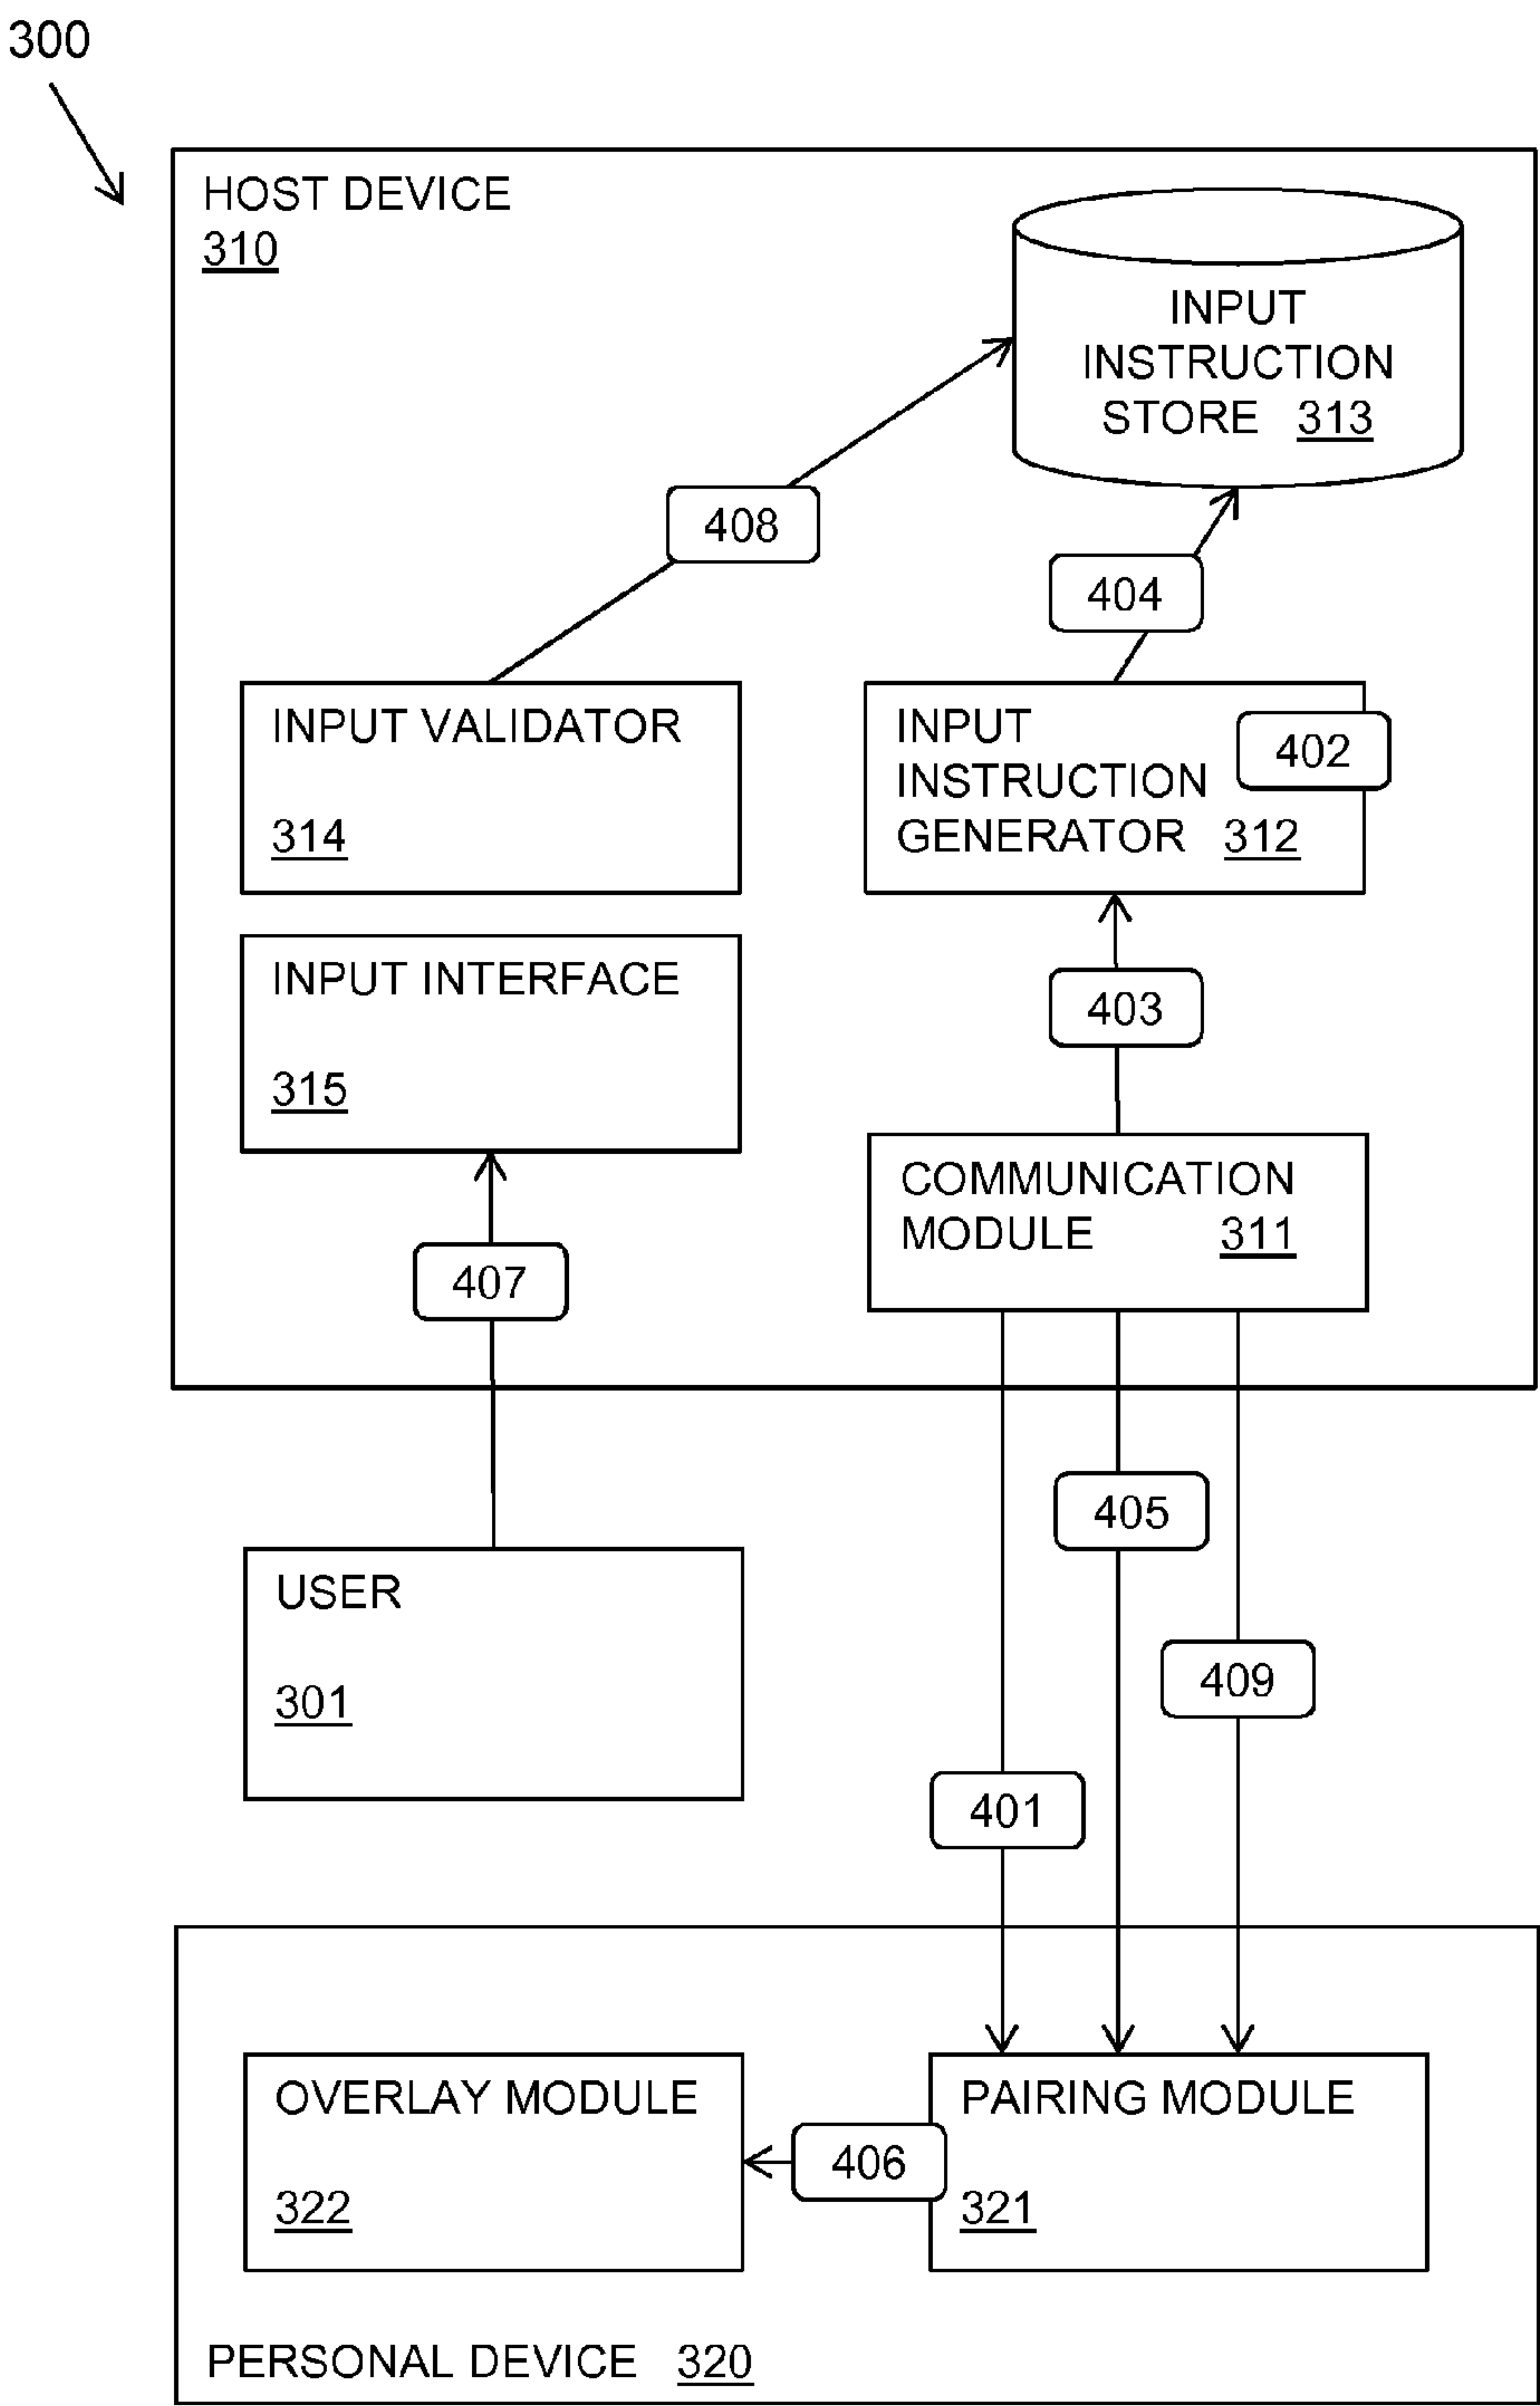 300
HOST DEVICE
310
INPUT
INSTRUCTION
STORE 313
408
404
INPUT VALIDATOR
314
INPUT
INSTRUCTION
GENERATOR 312
402
INPUT INTERFACE
315
403
COMMUNICATION
MODULE 311
407
405
USER
301
409
401
OVERLAY MODULE
322
406
PAIRING MODULE
321
PERSONAL DEVICE 320